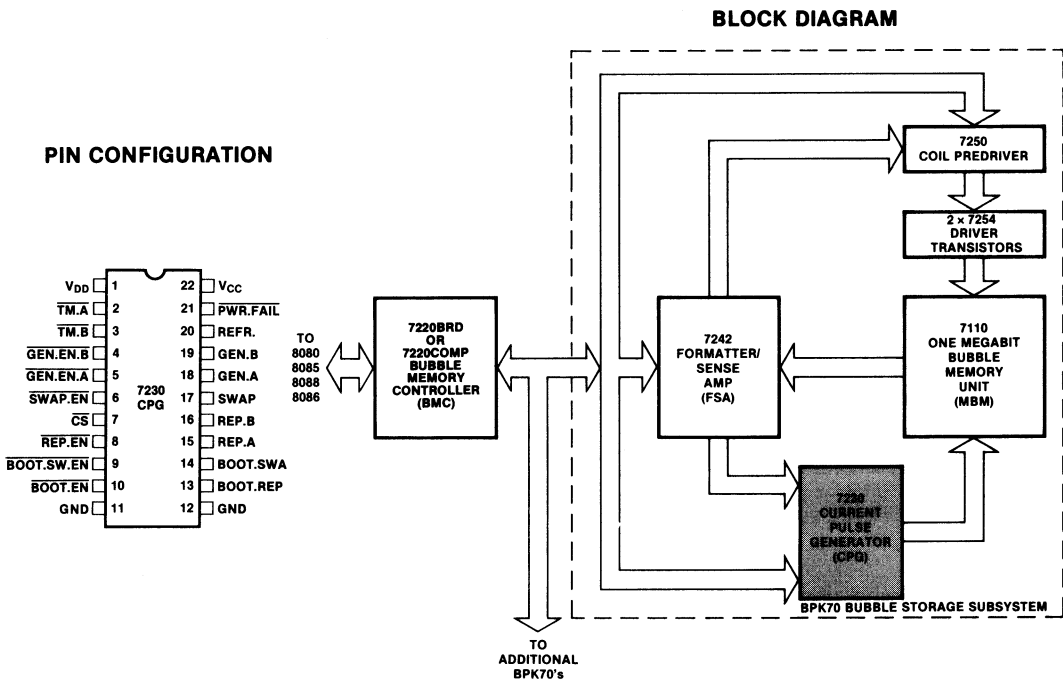 BLOCK DIAGRAM
PIN CONFIGURATION
VDD 1 22 VCC
TM.A 2 21 PWR.FAIL
TM.B 3 20 REFR.
GEN.EN.B 4 19 GEN.B
GEN.EN.A 5 18 GEN.A
SWAP.EN 6 17 SWAP
CS 7 16 REP.B
REP.EN 8 15 REP.A
BOOT.SW.EN 9 14 BOOT.SWA
BOOT.EN 10 13 BOOT.REP
GND 11 12 GND
7230
CPG
TO
8080
8085
8088
8086
7220BRD
OR
7220COMP
BUBBLE
MEMORY
CONTROLLER
(BMC)
TO
ADDITIONAL
BPK70's
7250
COIL PREDRIVER
2 × 7254
DRIVER
TRANSISTORS
7242
FORMATTER/
SENSE
AMP
(FSA)
7110
ONE MEGABIT
BUBBLE
MEMORY
UNIT
(MBM)
7230
CURRENT
PULSE
GENERATOR
(CPG)
BPK70 BUBBLE STORAGE SUBSYSTEM